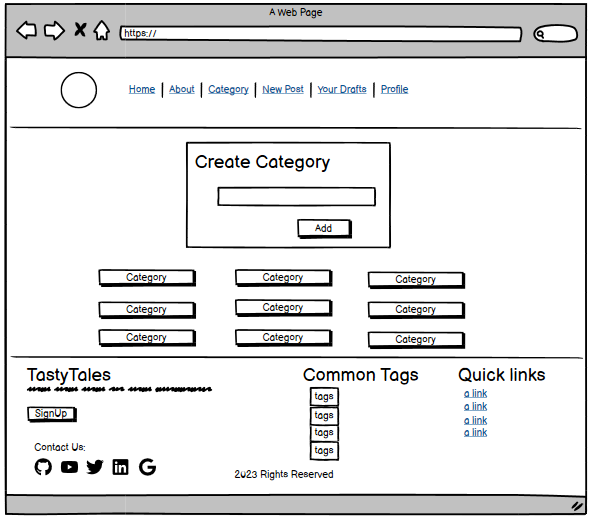 A Web Page
https://
Home About Category New Post Your Drafts Profile
Create Category
Add
Category Category Category
Category Category Category
Category Category Category
TastyTales
SignUp
Contact Us:
Common Tags
tags
tags
tags
tags
Quick links
a link
a link
a link
a link
2023 Rights Reserved